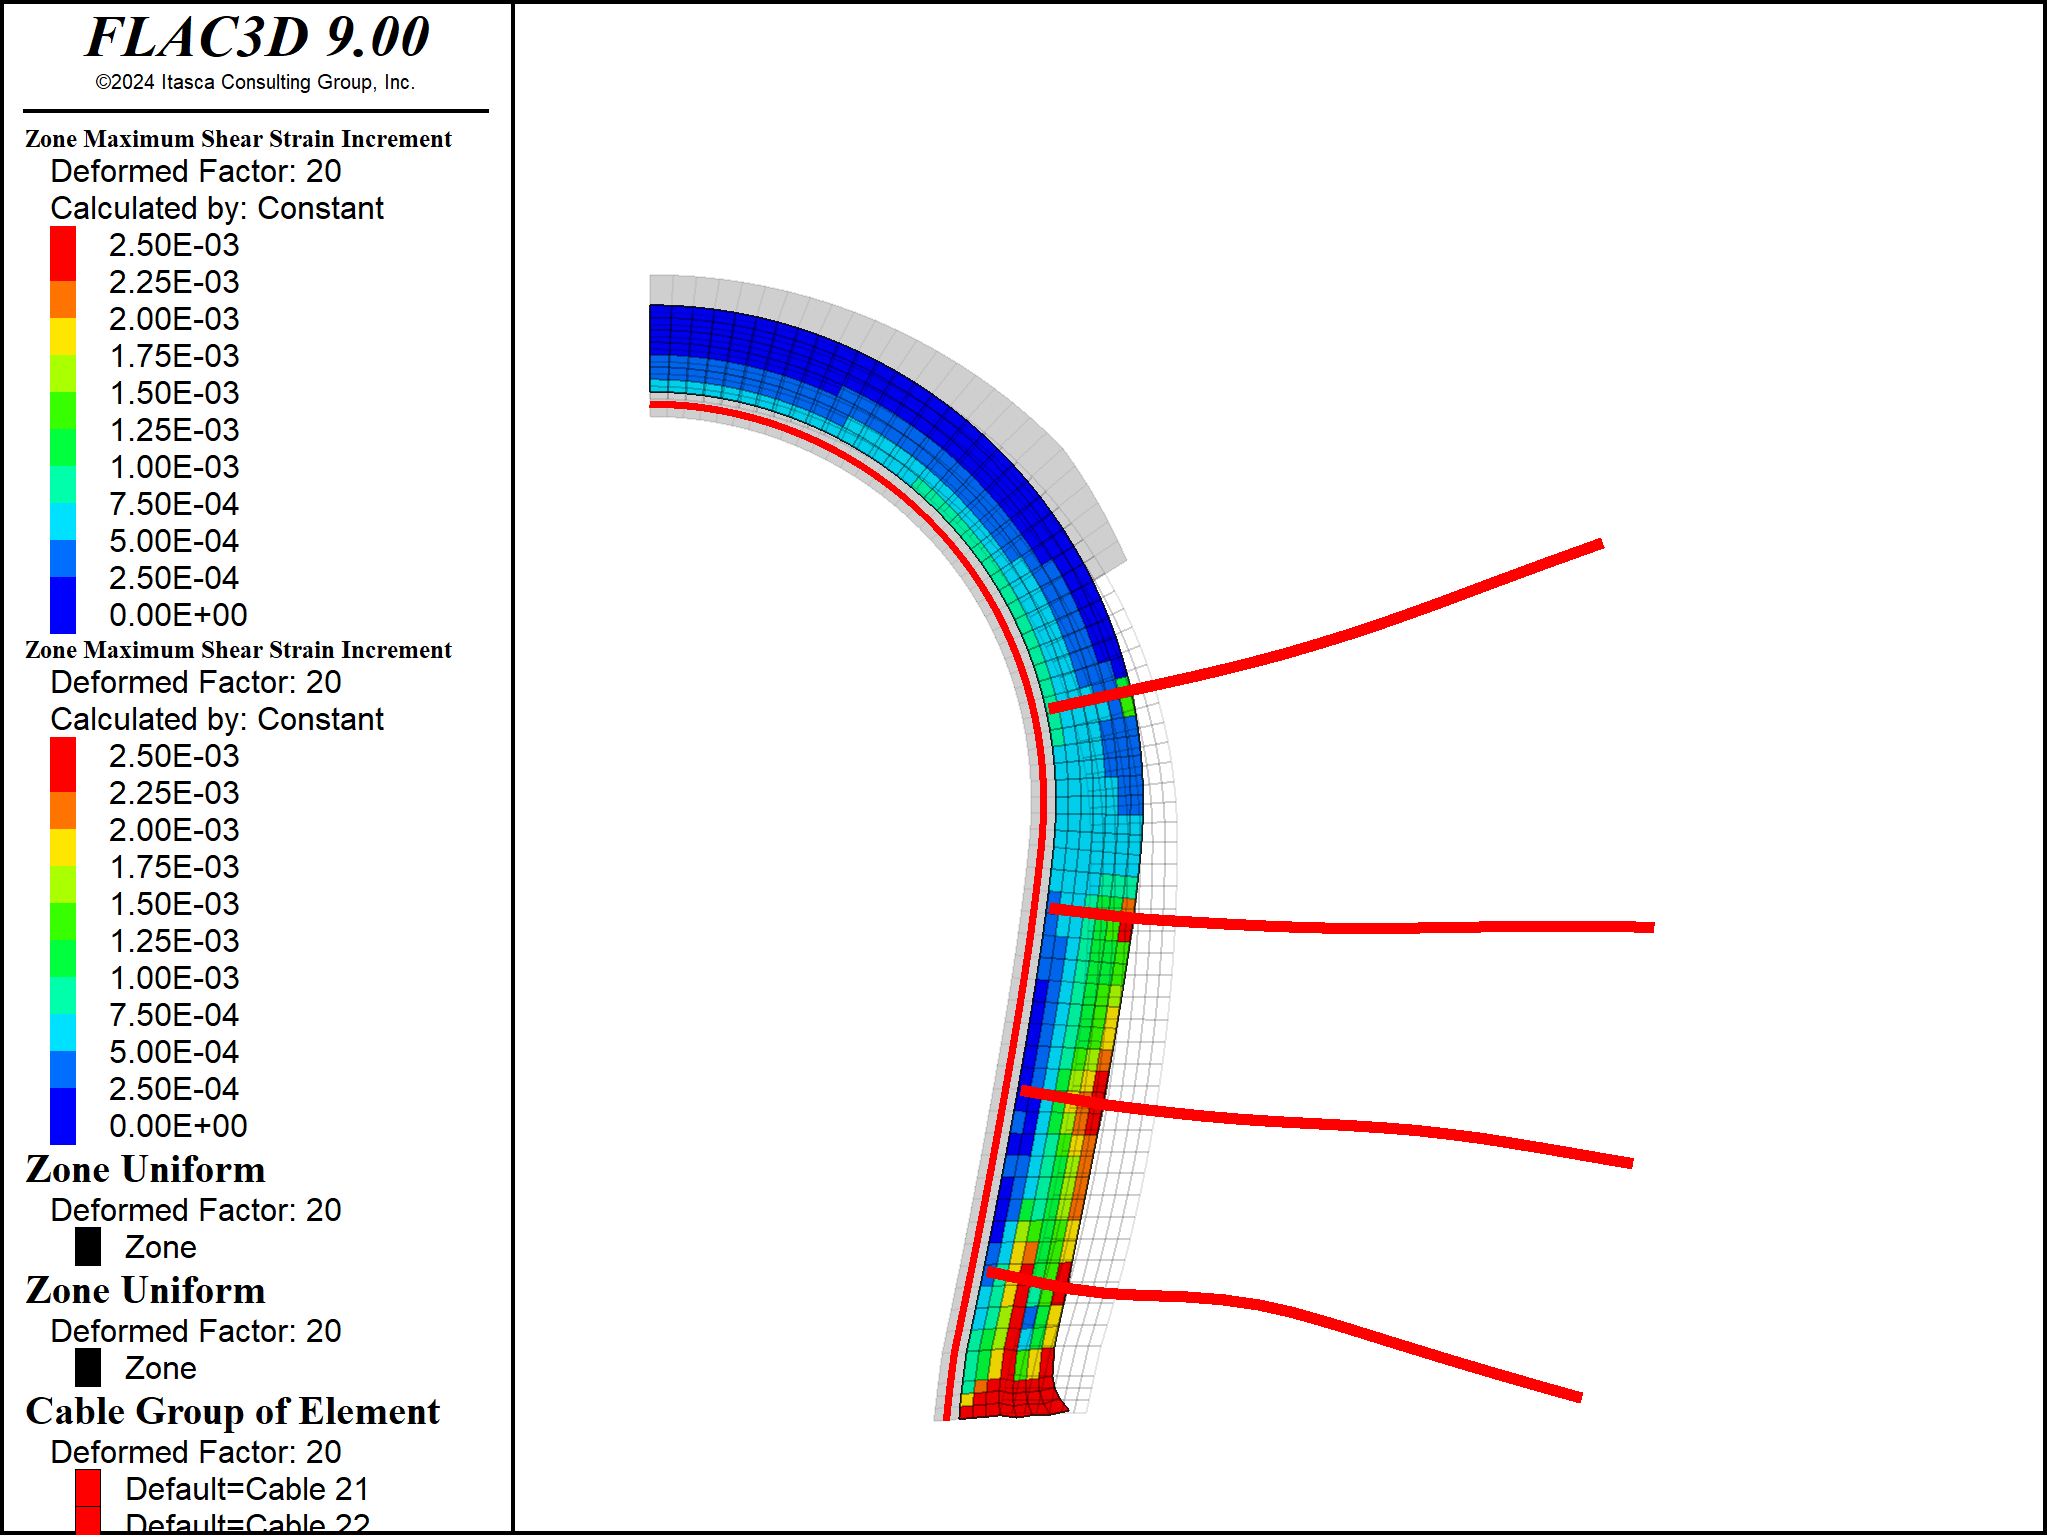 FLAC3D 9.00
©2024 Itasca Consulting Group, Inc.
Zone Maximum Shear Strain Increment
Deformed Factor: 20
Calculated by: Constant
2.50E-03
2.25E-03
2.00E-03
1.75E-03
1.50E-03
1.25E-03
1.00E-03
7.50E-04
5.00E-04
2.50E-04
0.00E+00
Zone Maximum Shear Strain Increment
Deformed Factor: 20
Calculated by: Constant
2.50E-03
2.25E-03
2.00E-03
1.75E-03
1.50E-03
1.25E-03
1.00E-03
7.50E-04
5.00E-04
2.50E-04
0.00E+00
Zone Uniform
Deformed Factor: 20
Zone
Zone Uniform
Deformed Factor: 20
Zone
Cable Group of Element
Deformed Factor: 20
Default=Cable 21
Default=Cable 22